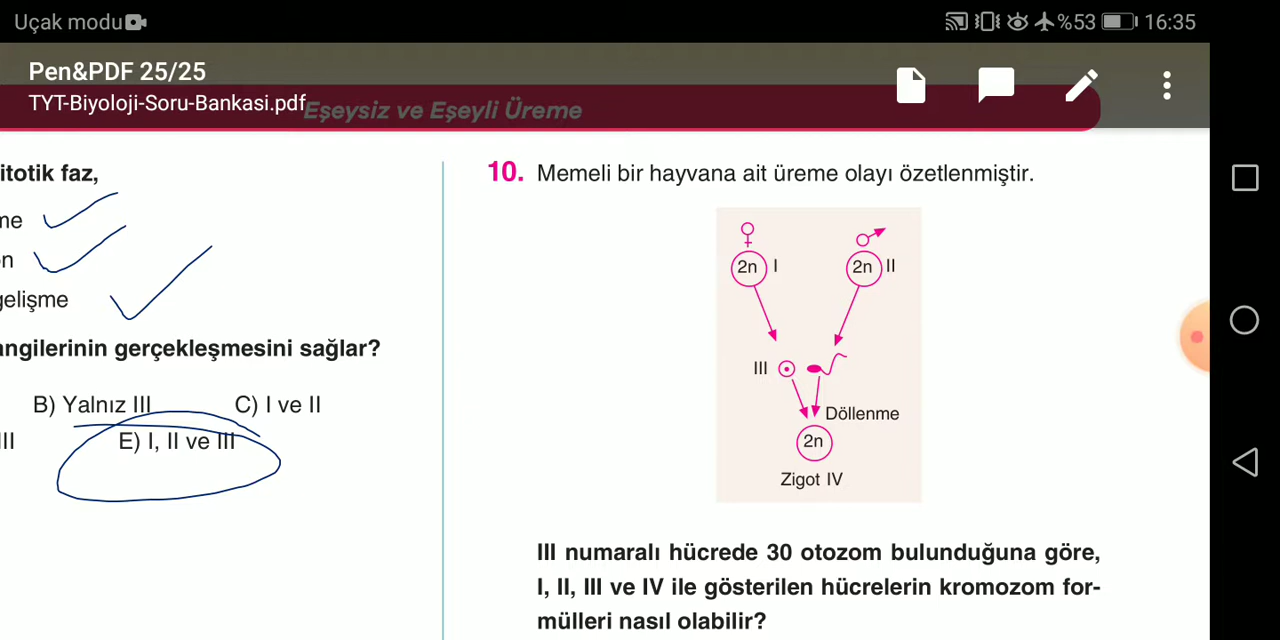 Uçak modu
%53 16:35
Pen&PDF 25/25
TYT-Biyoloji-Soru-Bankasi.pdf
Eşeysiz ve Eşeyli Üreme
itotik faz,
me
on
gelişme
angilerinin gerçekleşmesini sağlar?
B) Yalnız III C) I ve II
III E) I, II ve III
10. Memeli bir hayvana ait üreme olayı özetlenmiştir.
2n I 2n II
III
Döllenme
2n
Zigot IV
III numaralı hücrede 30 otozom bulunduğuna göre,
I, II, III ve IV ile gösterilen hücrelerin kromozom for-
mülleri nasıl olabilir?